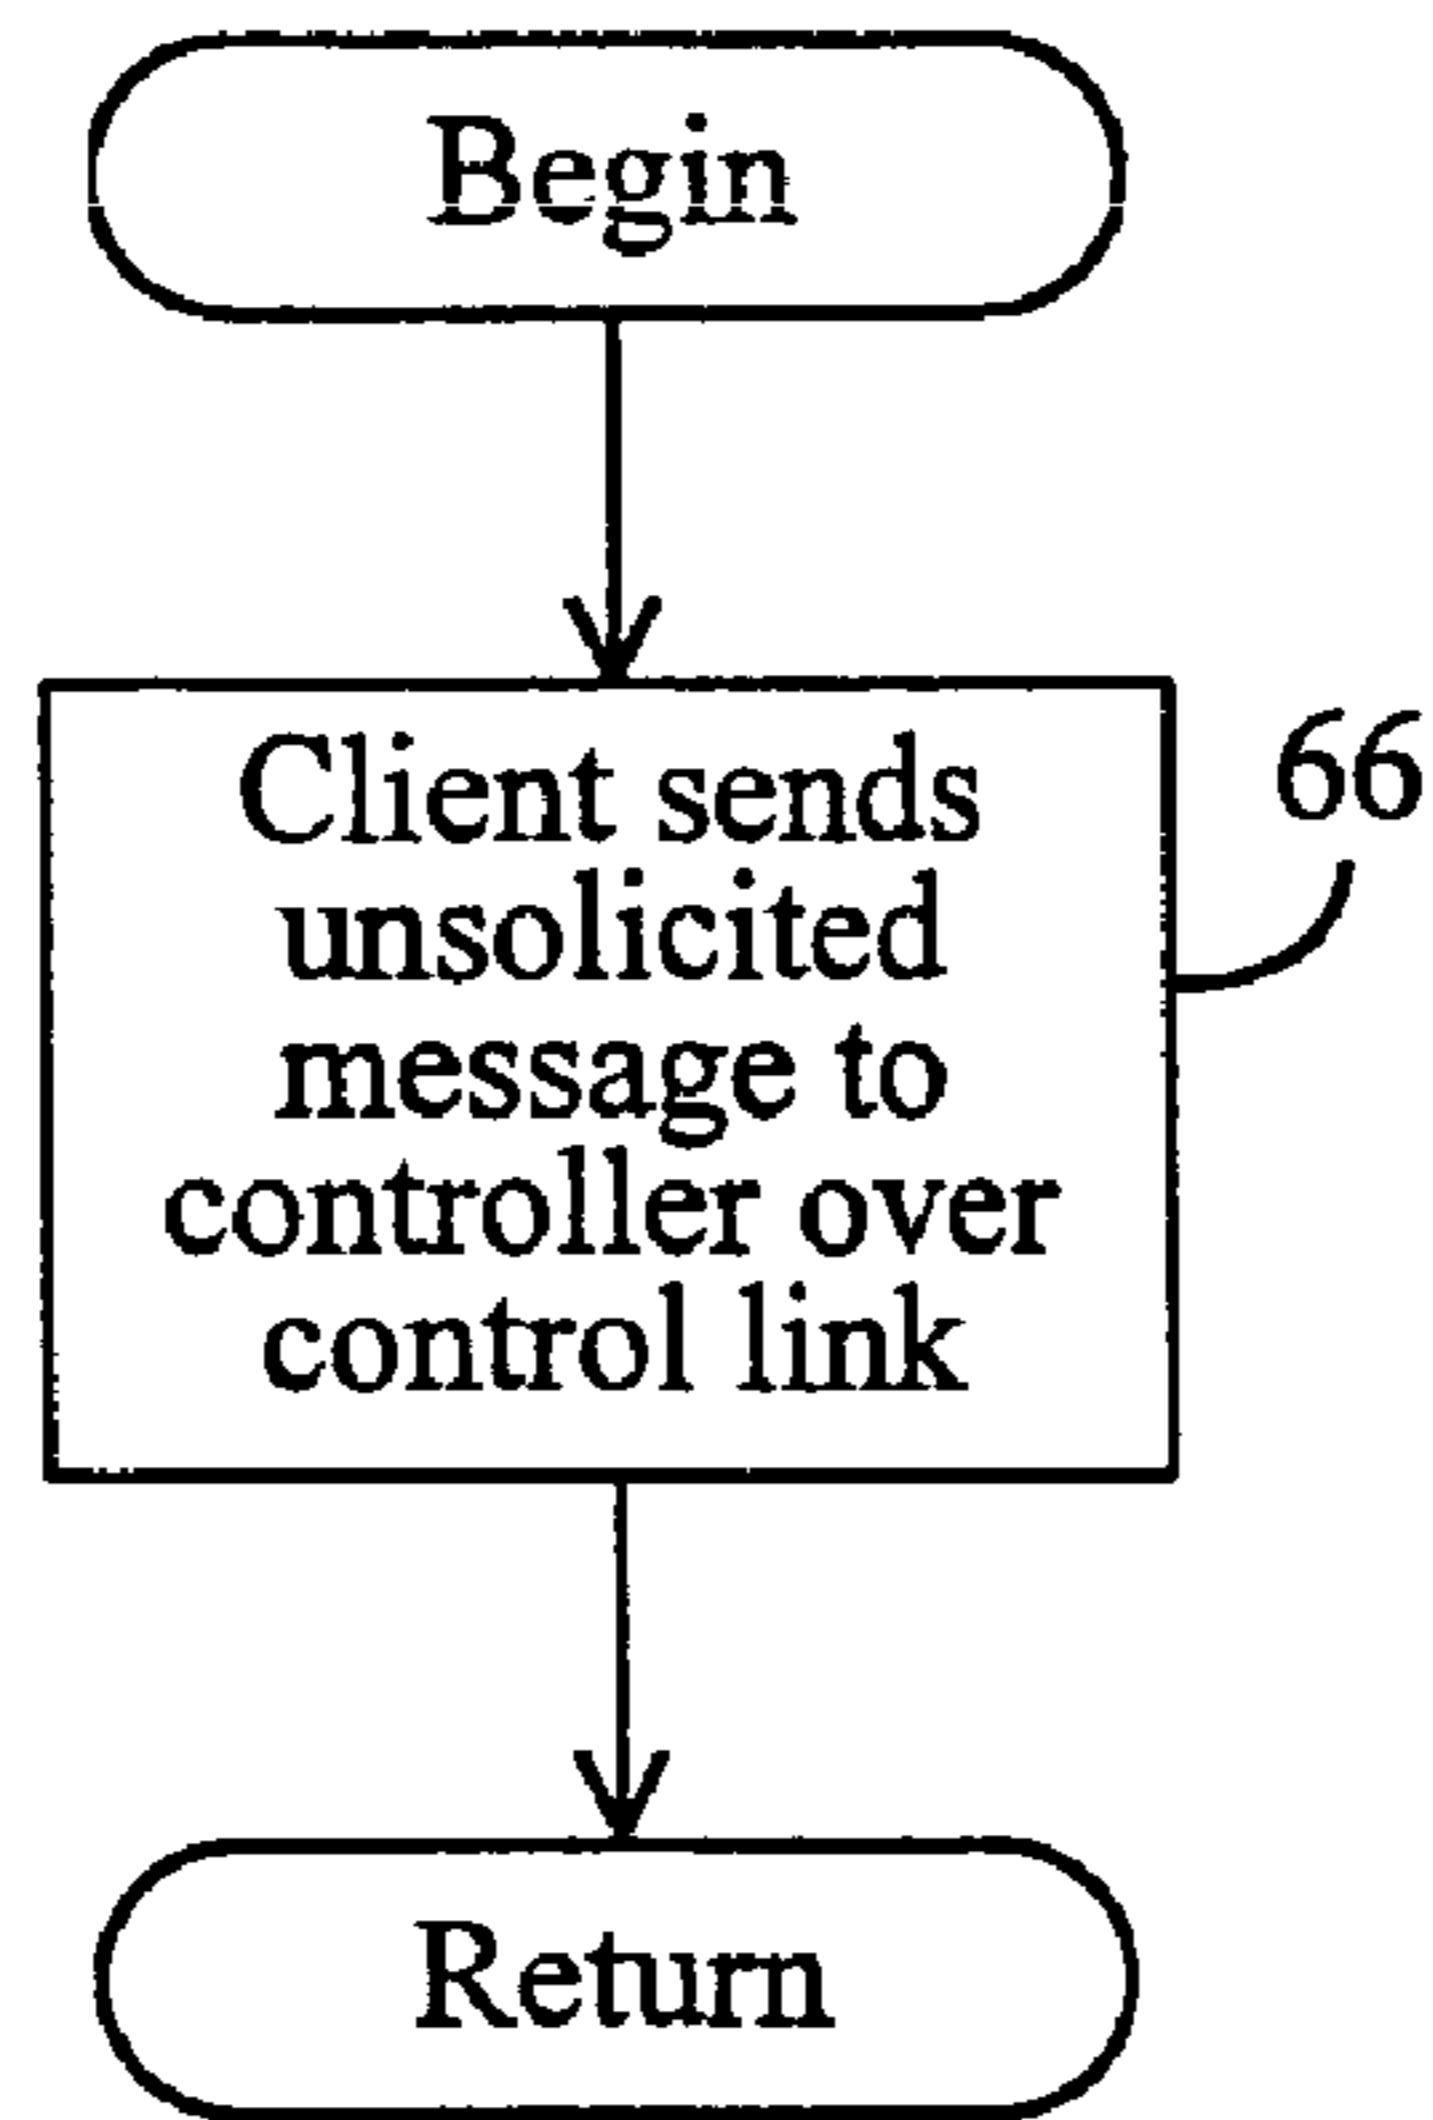 Begin
Client sends
unsolicited
message to
controller over
control link
66
Return